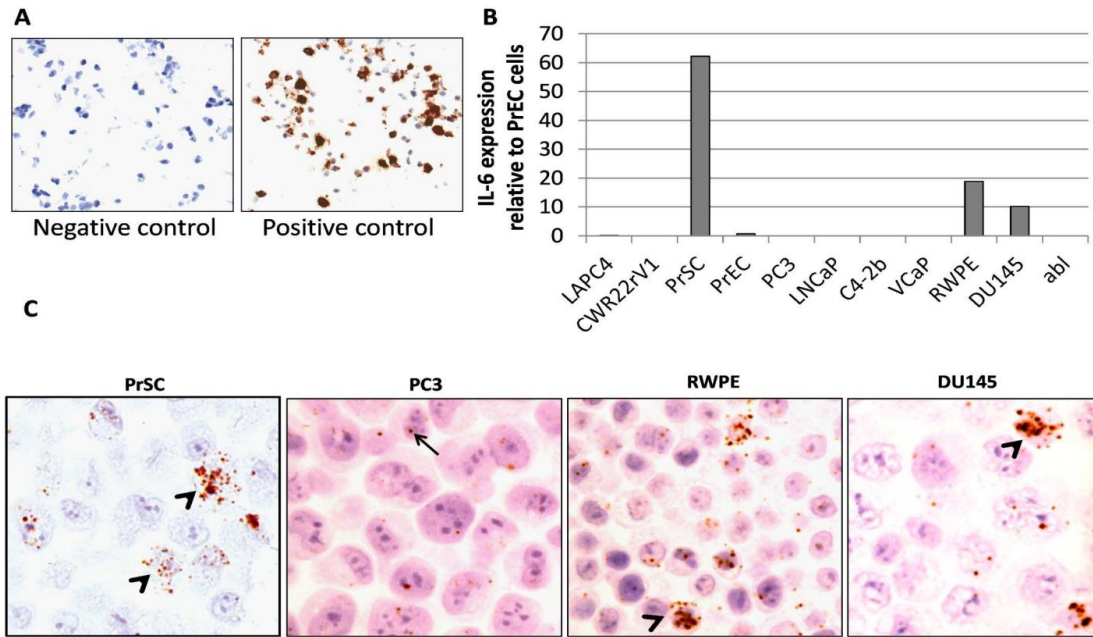 A
Negative control
Positive control
B
IL-6 expression
relative to PrEC cells
70
60
50
40
30
20
10
0
LAPC4
CWR22rV1
PrSC
PrEC
PC3
LNCaP
C4-2b
VCaP
RWPE
DU145
abl
C
PrSC
PC3
RWPE
DU145